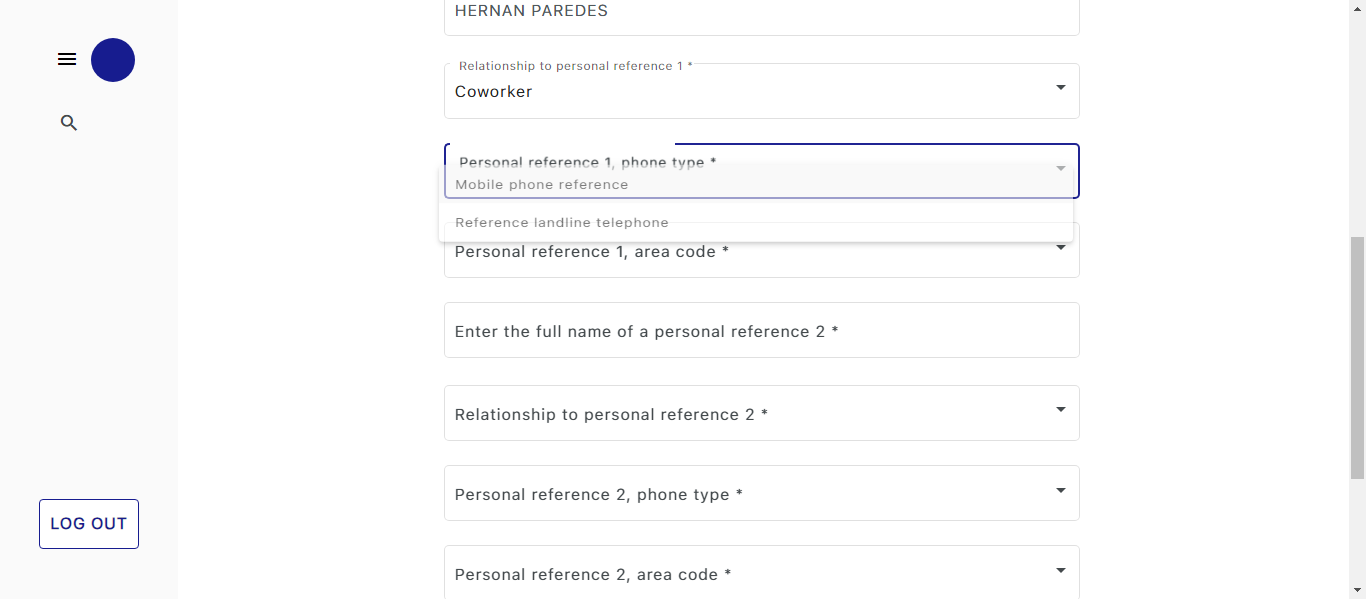 HERNAN PAREDES
Relationship to personal reference 1 *
Coworker
Personal reference 1, phone type *
Mobile phone reference
Reference landline telephone
Personal reference 1, area code *
Enter the full name of a personal reference 2 *
Relationship to personal reference 2 *
Personal reference 2, phone type *
LOG OUT
Personal reference 2, area code *